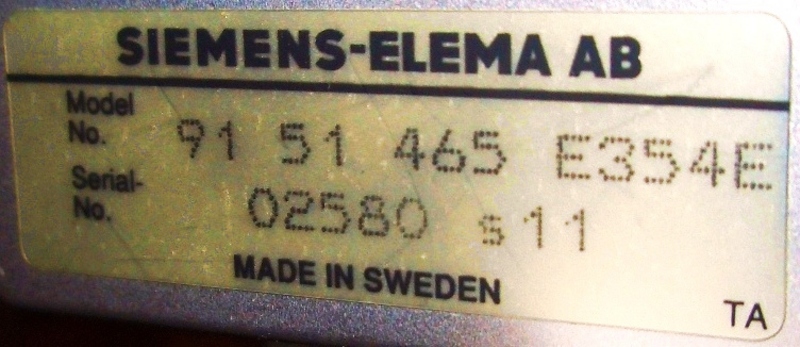 SIEMENS-ELEMA AB
Model
No. 91 51 465 E354E
Serial-
No. 02580 s11
MADE IN SWEDEN
TA